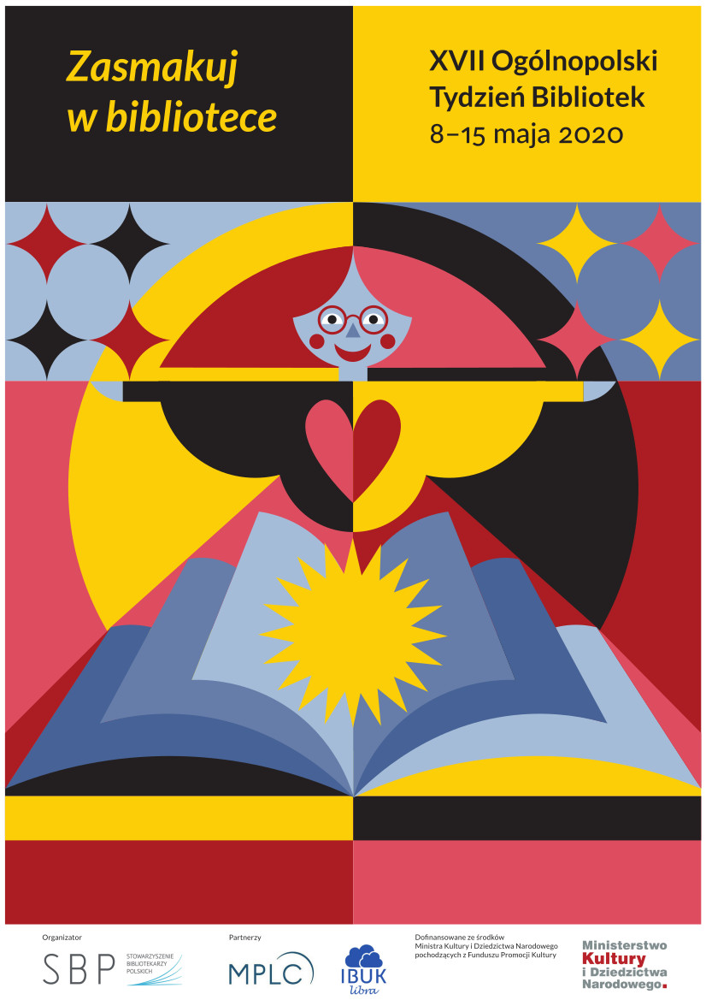 Zasmakuj
w bibliotece
XVII Ogólnopolski
Tydzień Bibliotek
8–15 maja 2020
Organizator
SBP
STOWARZYSZENIE
BIBLIOTEKARZY
POLSKICH
Partnerzy
MPLC
IBUK
libra
Dofinansowane ze środków
Ministra Kultury i Dziedzictwa Narodowego
pochodzących z Funduszu Promocji Kultury
Ministerstwo
Kultury
i Dziedzictwa
Narodowego.